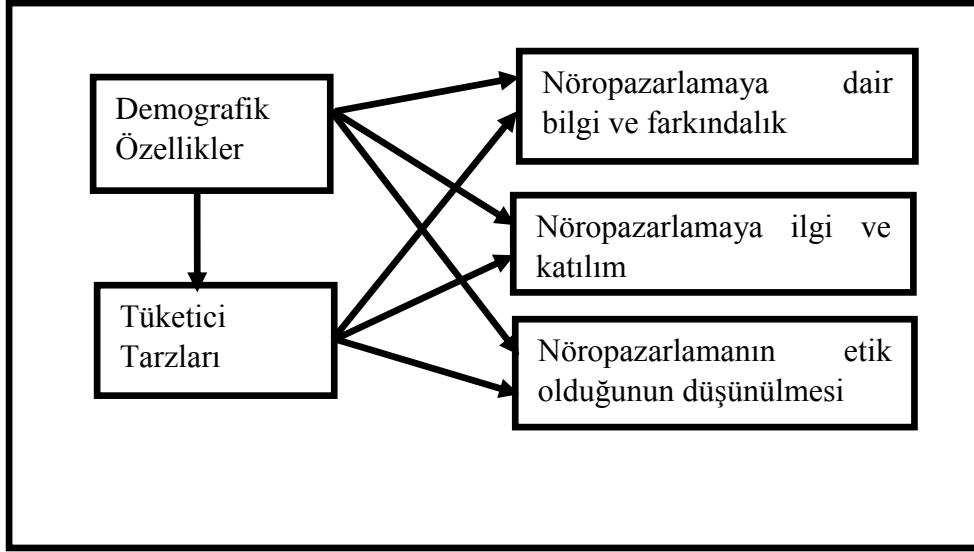 Demografik
Özellikler
Tüketici
Tarzları
Nöropazarlamaya dair
bilgi ve farkındalık
Nöropazarlamaya ilgi ve
katılım
Nöropazarlamanın etik
olduğunun düşünülmesi